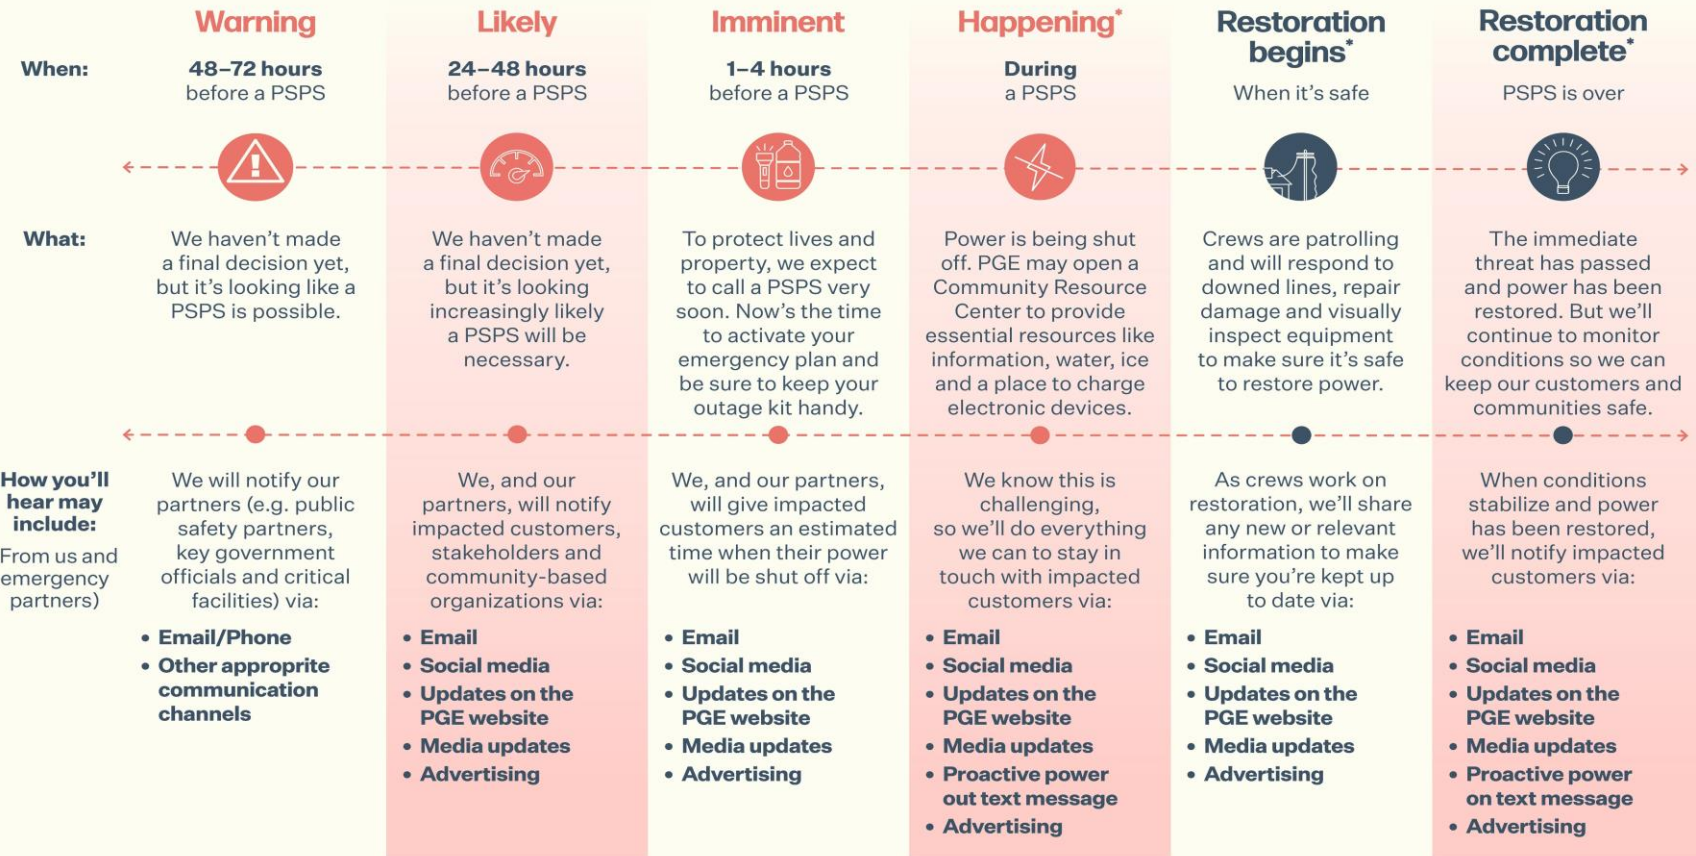 Warning
Likely
Imminent
Happening*
Restoration
begins*
Restoration
complete*
When:
48–72 hours
before a PSPS
24–48 hours
before a PSPS
1–4 hours
before a PSPS
During
a PSPS
When it's safe
PSPS is over
What:
We haven't made
a final decision yet,
but it's looking like a
PSPS is possible.
We haven't made
a final decision yet,
but it's looking
increasingly likely
a PSPS will be
necessary.
To protect lives and
property, we expect
to call a PSPS very
soon. Now's the time
to activate your
emergency plan and
be sure to keep your
outage kit handy.
Power is being shut
off. PGE may open a
Community Resource
Center to provide
essential resources like
information, water, ice
and a place to charge
electronic devices.
Crews are patrolling
and will respond to
downed lines, repair
damage and visually
inspect equipment
to make sure it's safe
to restore power.
The immediate
threat has passed
and power has been
restored. But we'll
continue to monitor
conditions so we can
keep our customers and
communities safe.
How you'll
hear may
include:
From us and
emergency
partners)
We will notify our
partners (e.g. public
safety partners,
key government
officials and critical
facilities) via:
• Email/Phone
• Other approprite
communication
channels
We, and our
partners, will notify
impacted customers,
stakeholders and
community-based
organizations via:
• Email
• Social media
• Updates on the
PGE website
• Media updates
• Advertising
We, and our partners,
will give impacted
customers an estimated
time when their power
will be shut off via:
• Email
• Social media
• Updates on the
PGE website
• Media updates
• Advertising
We know this is
challenging,
so we'll do everything
we can to stay in
touch with impacted
customers via:
• Email
• Social media
• Updates on the
PGE website
• Media updates
• Proactive power
out text message
• Advertising
As crews work on
restoration, we'll share
any new or relevant
information to make
sure you're kept up
to date via:
• Email
• Social media
• Updates on the
PGE website
• Media updates
• Advertising
When conditions
stabilize and power
has been restored,
we'll notify impacted
customers via:
• Email
• Social media
• Updates on the
PGE website
• Media updates
• Proactive power
on text message
• Advertising